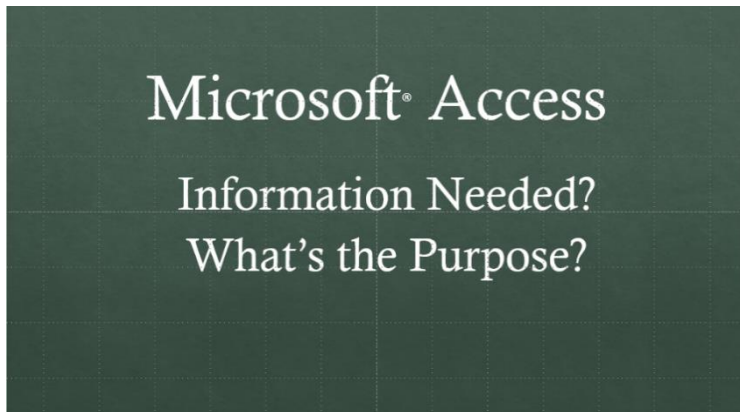 Microsoft® Access
Information Needed?
What’s the Purpose?